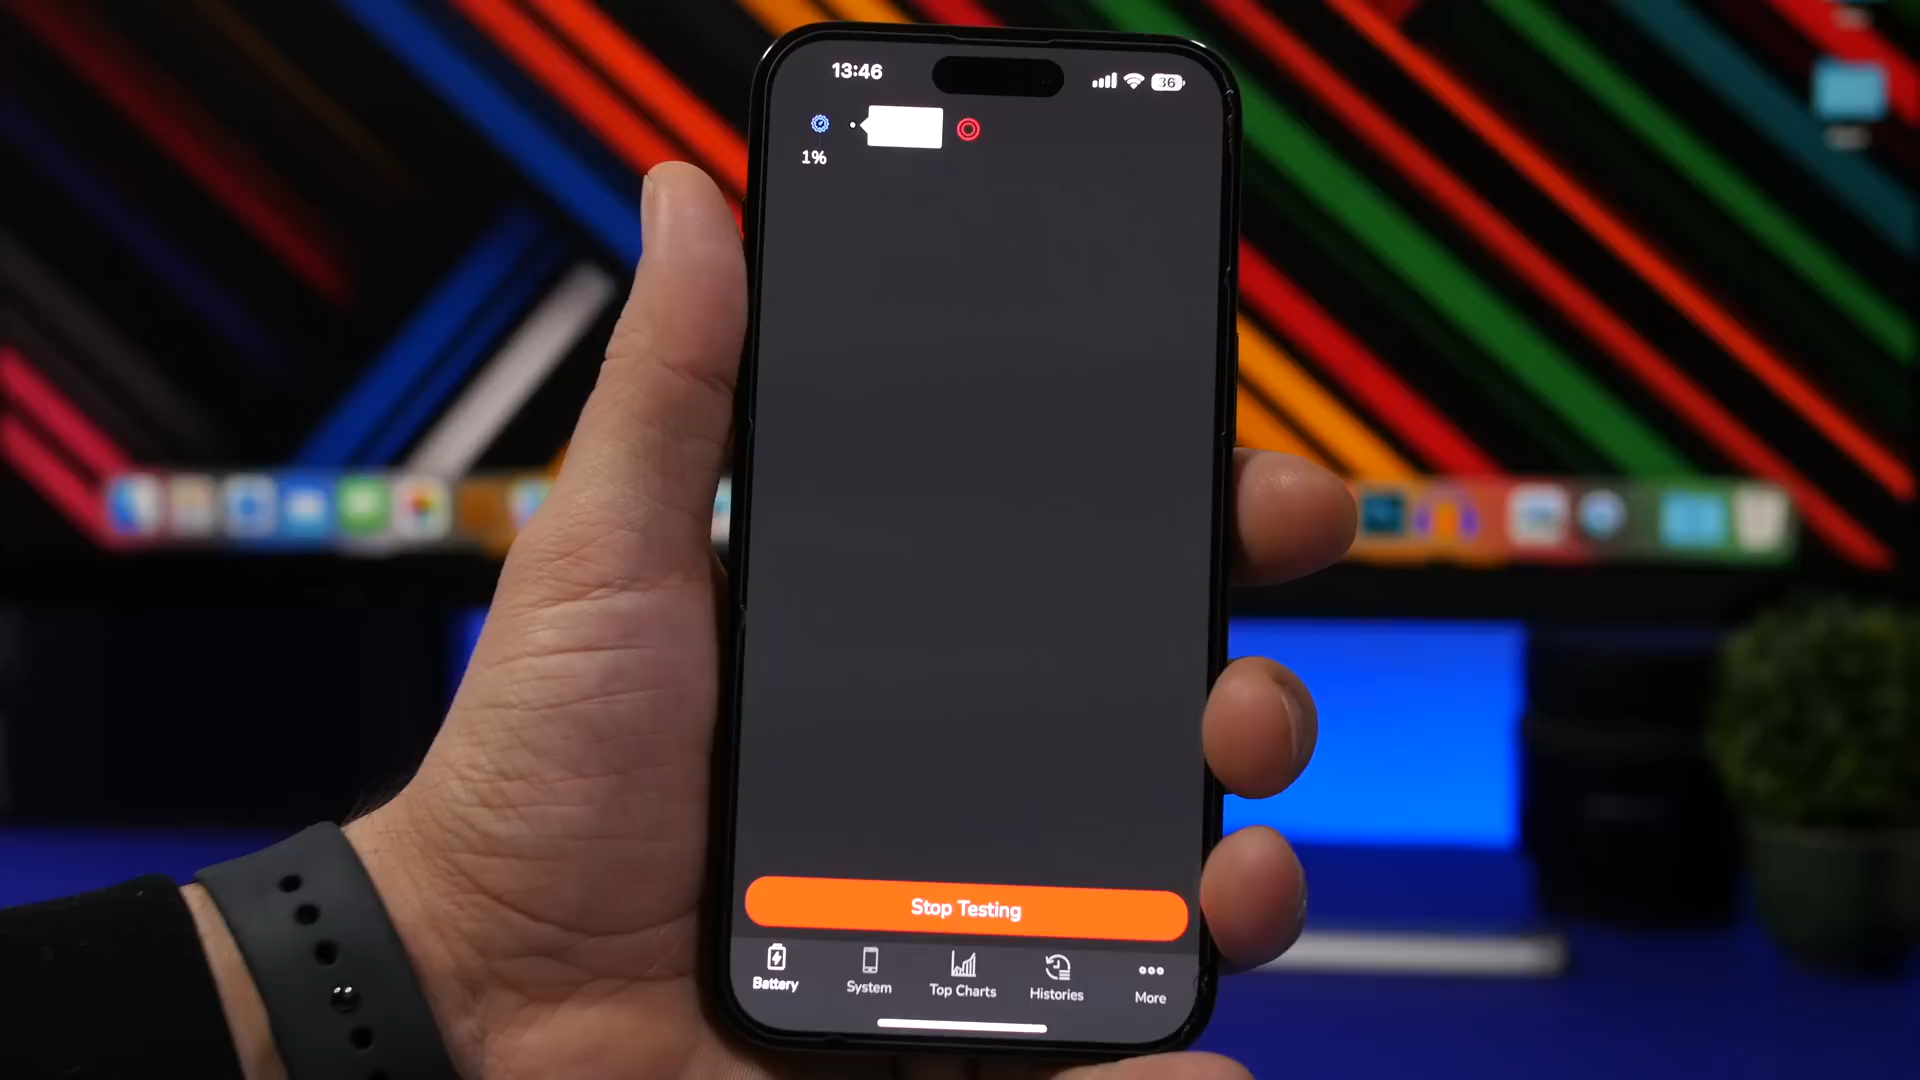 13:46
36
1%
Stop Testing
Battery
System
Top Charts
Histories
More